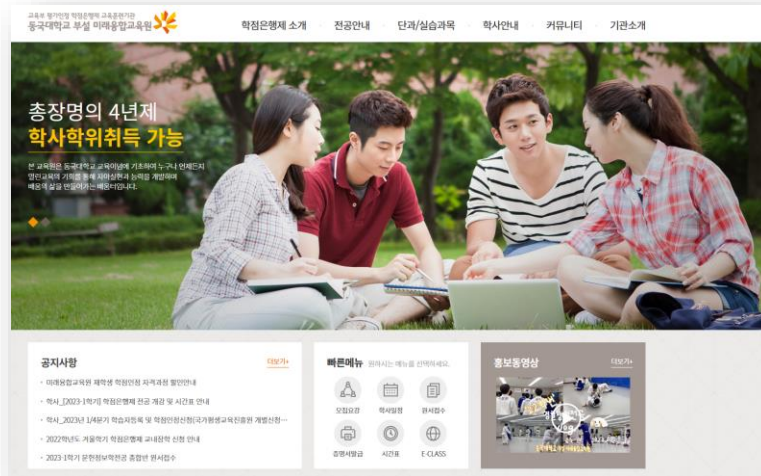 교육부 평가인정 학점은행제 교육훈련기관
동국대학교 부설 미래융합교육원
학점은행제 소개 전공안내 단과/실습과목 학사안내 커뮤니티 기관소개
총장명의 4년제
학사학위취득 가능
본 교육원은 동국대학교 교육이념에 기초하여 누구나 언제든지
열린교육의 기회를 통해 자아실현과 능력을 개발하며
배움의 삶을 만들어가는 배움터입니다.
공지사항 더보기+
· 미래융합교육원 재학생 학점인정 자격과정 할인안내
· 학사_[2023-1학기] 학점은행제 전공 개강 및 시간표 안내
· 학사_2023년 1/4분기 학습자등록 및 학점인정신청(국가평생교육진흥원 개별신청…
· 2022학년도 겨울학기 학점은행제 교내장학 신청 안내
· 2023-1학기 문헌정보학전공 종합반 원서접수
빠른메뉴 원하시는 메뉴를 선택하세요.
모집요강 학사일정 원서접수
증명서발급 시간표 E-CLASS
홍보동영상 더보기+